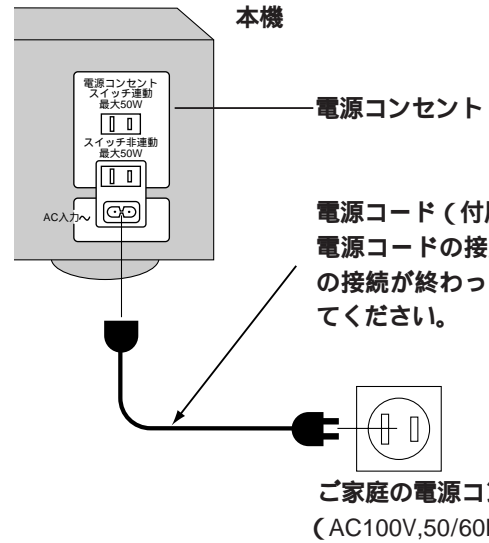 本機
電源コンセント
スイッチ連動
最大50W
スイッチ非連動
最大50W
AC入力～
電源コンセント
電源コード（付
電源コードの接
の接続が終わっ
てください。
ご家庭の電源コン
（AC100V,50/60